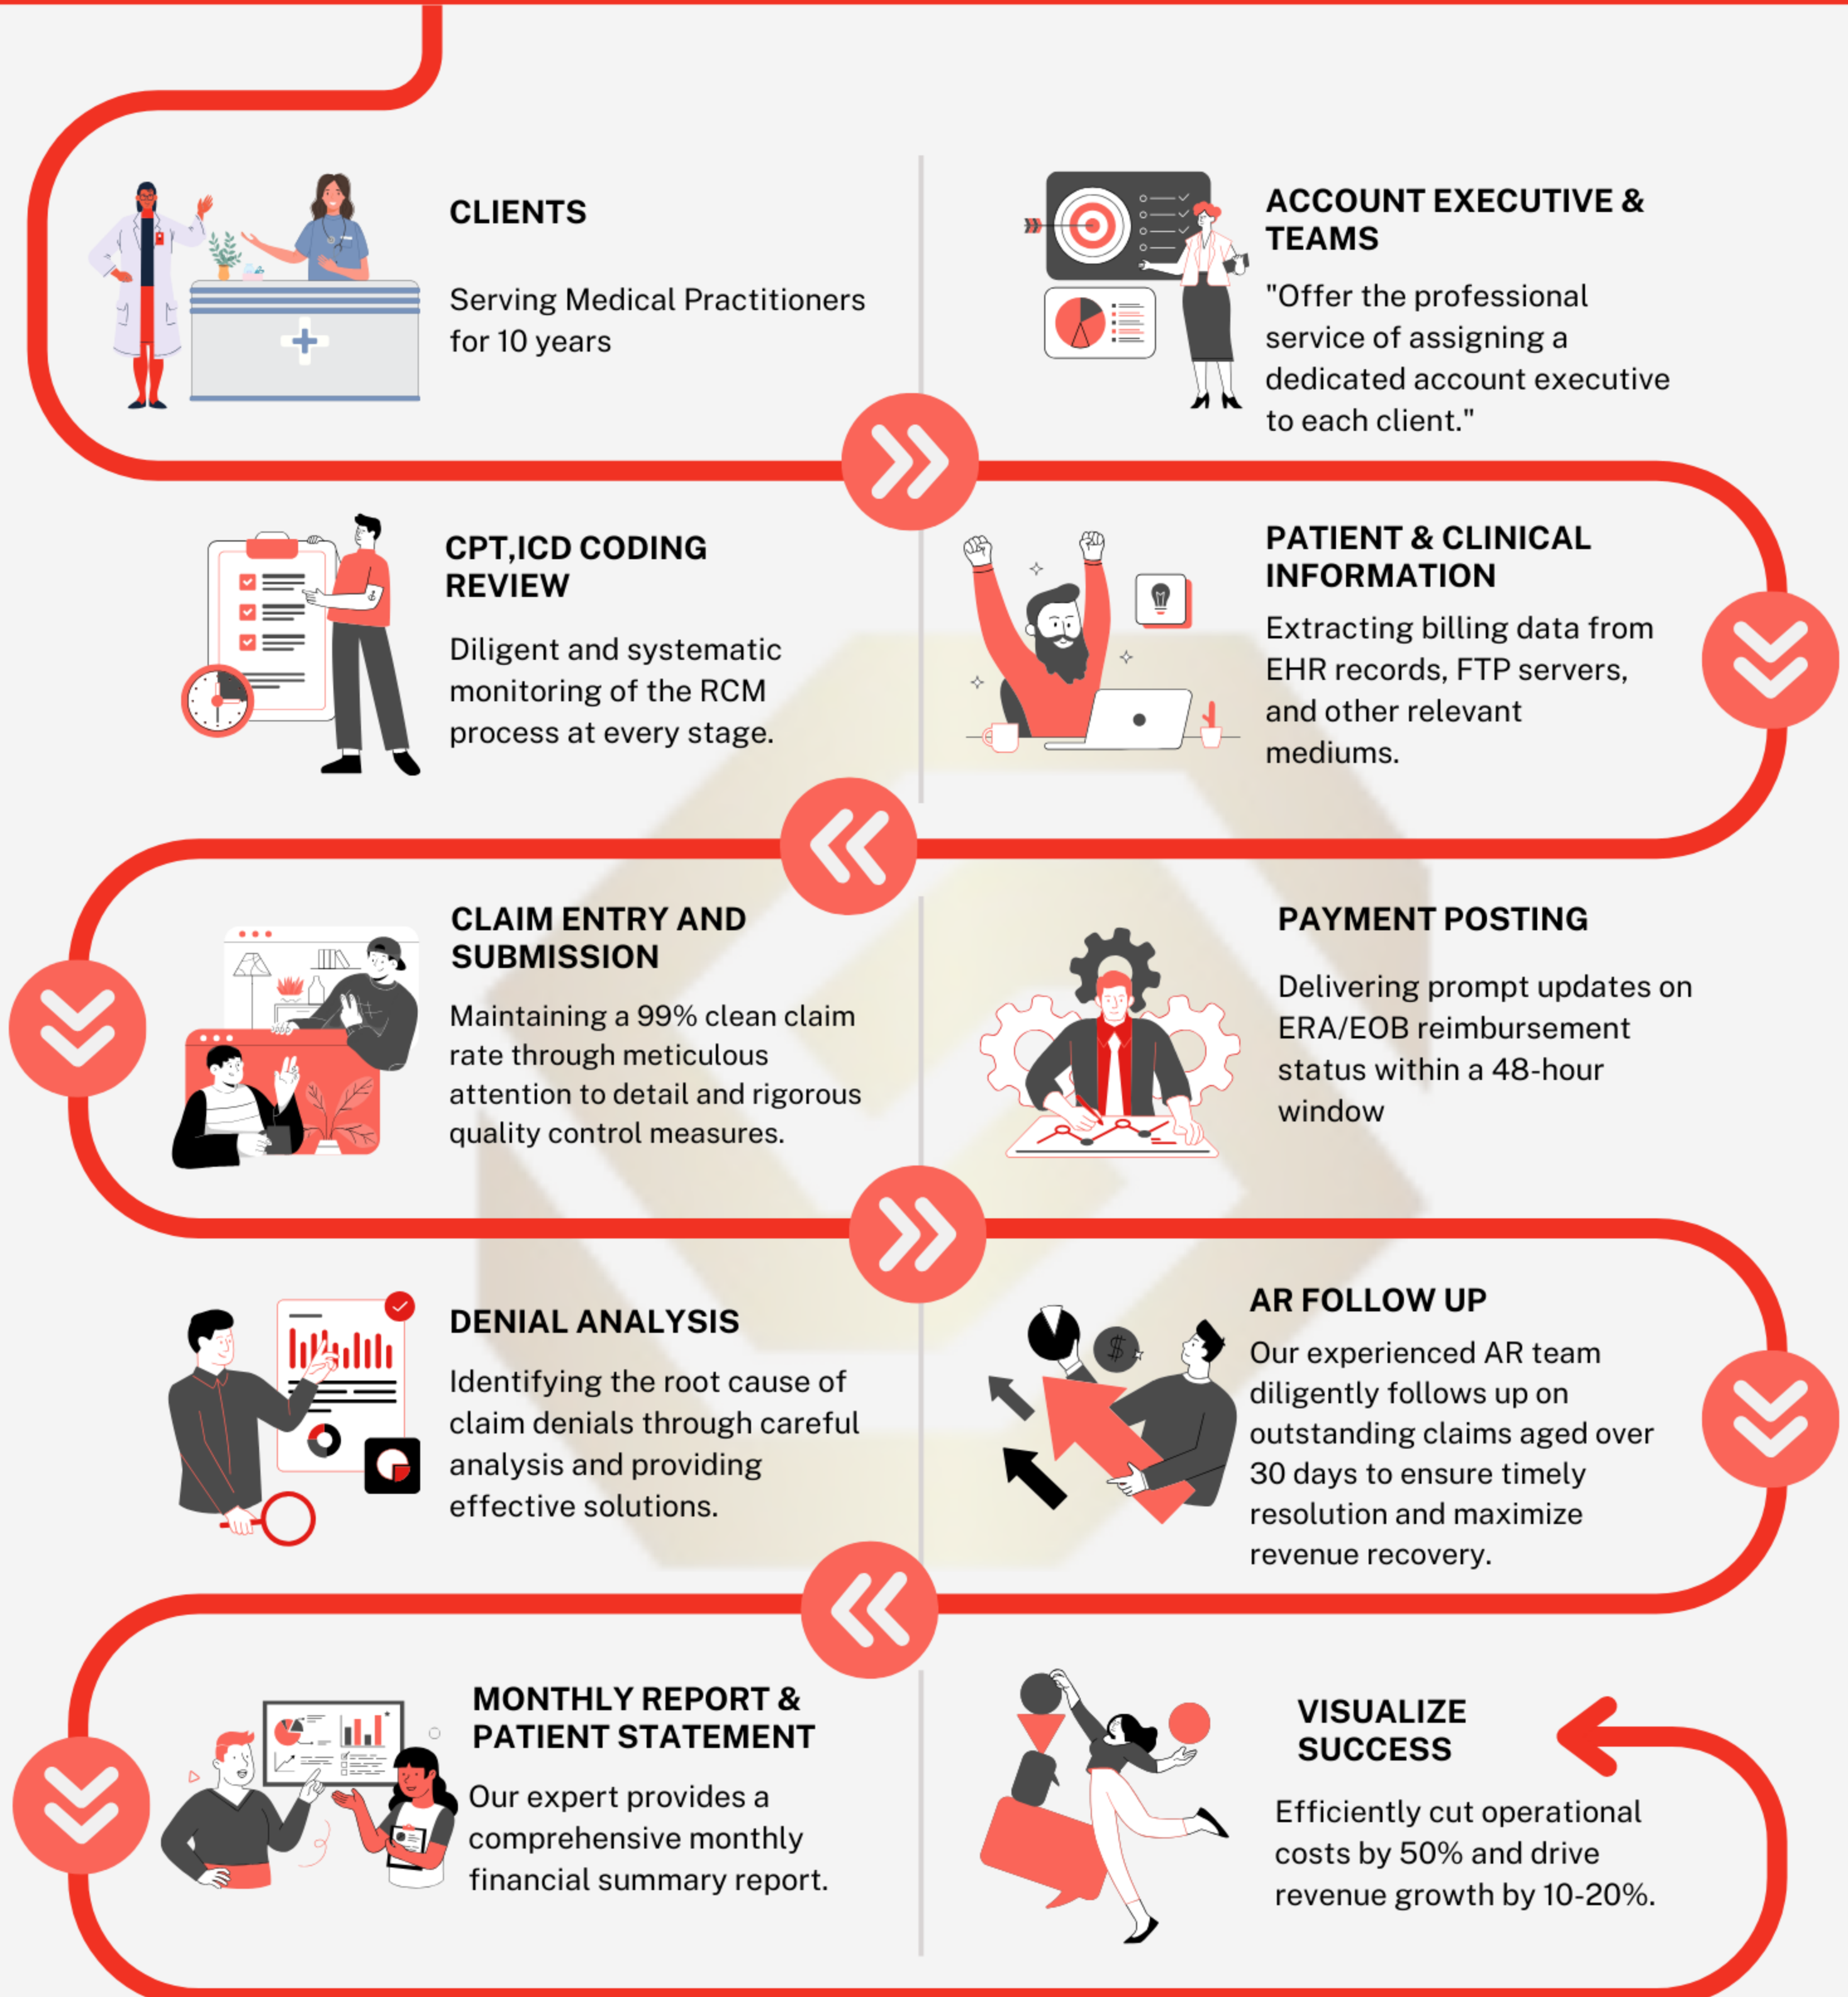 CLIENTS
Serving Medical Practitioners
for 10 years
ACCOUNT EXECUTIVE &
TEAMS
"Offer the professional
service of assigning a
dedicated account executive
to each client."
PATIENT & CLINICAL
INFORMATION
Extracting billing data from
EHR records, FTP servers,
and other relevant
mediums.
CPT,ICD CODING
REVIEW
Diligent and systematic
monitoring of the RCM
process at every stage.
CLAIM ENTRY AND
SUBMISSION
Maintaining a 99% clean claim
rate through meticulous
attention to detail and rigorous
quality control measures.
PAYMENT POSTING
Delivering prompt updates on
ERA/EOB reimbursement
status within a 48-hour
window
AR FOLLOW UP
Our experienced AR team
diligently follows up on
outstanding claims aged over
30 days to ensure timely
resolution and maximize
revenue recovery.
DENIAL ANALYSIS
Identifying the root cause of
claim denials through careful
analysis and providing
effective solutions.
MONTHLY REPORT &
PATIENT STATEMENT
Our expert provides a
comprehensive monthly
financial summary report.
VISUALIZE
SUCCESS
Efficiently cut operational
costs by 50% and drive
revenue growth by 10-20%.